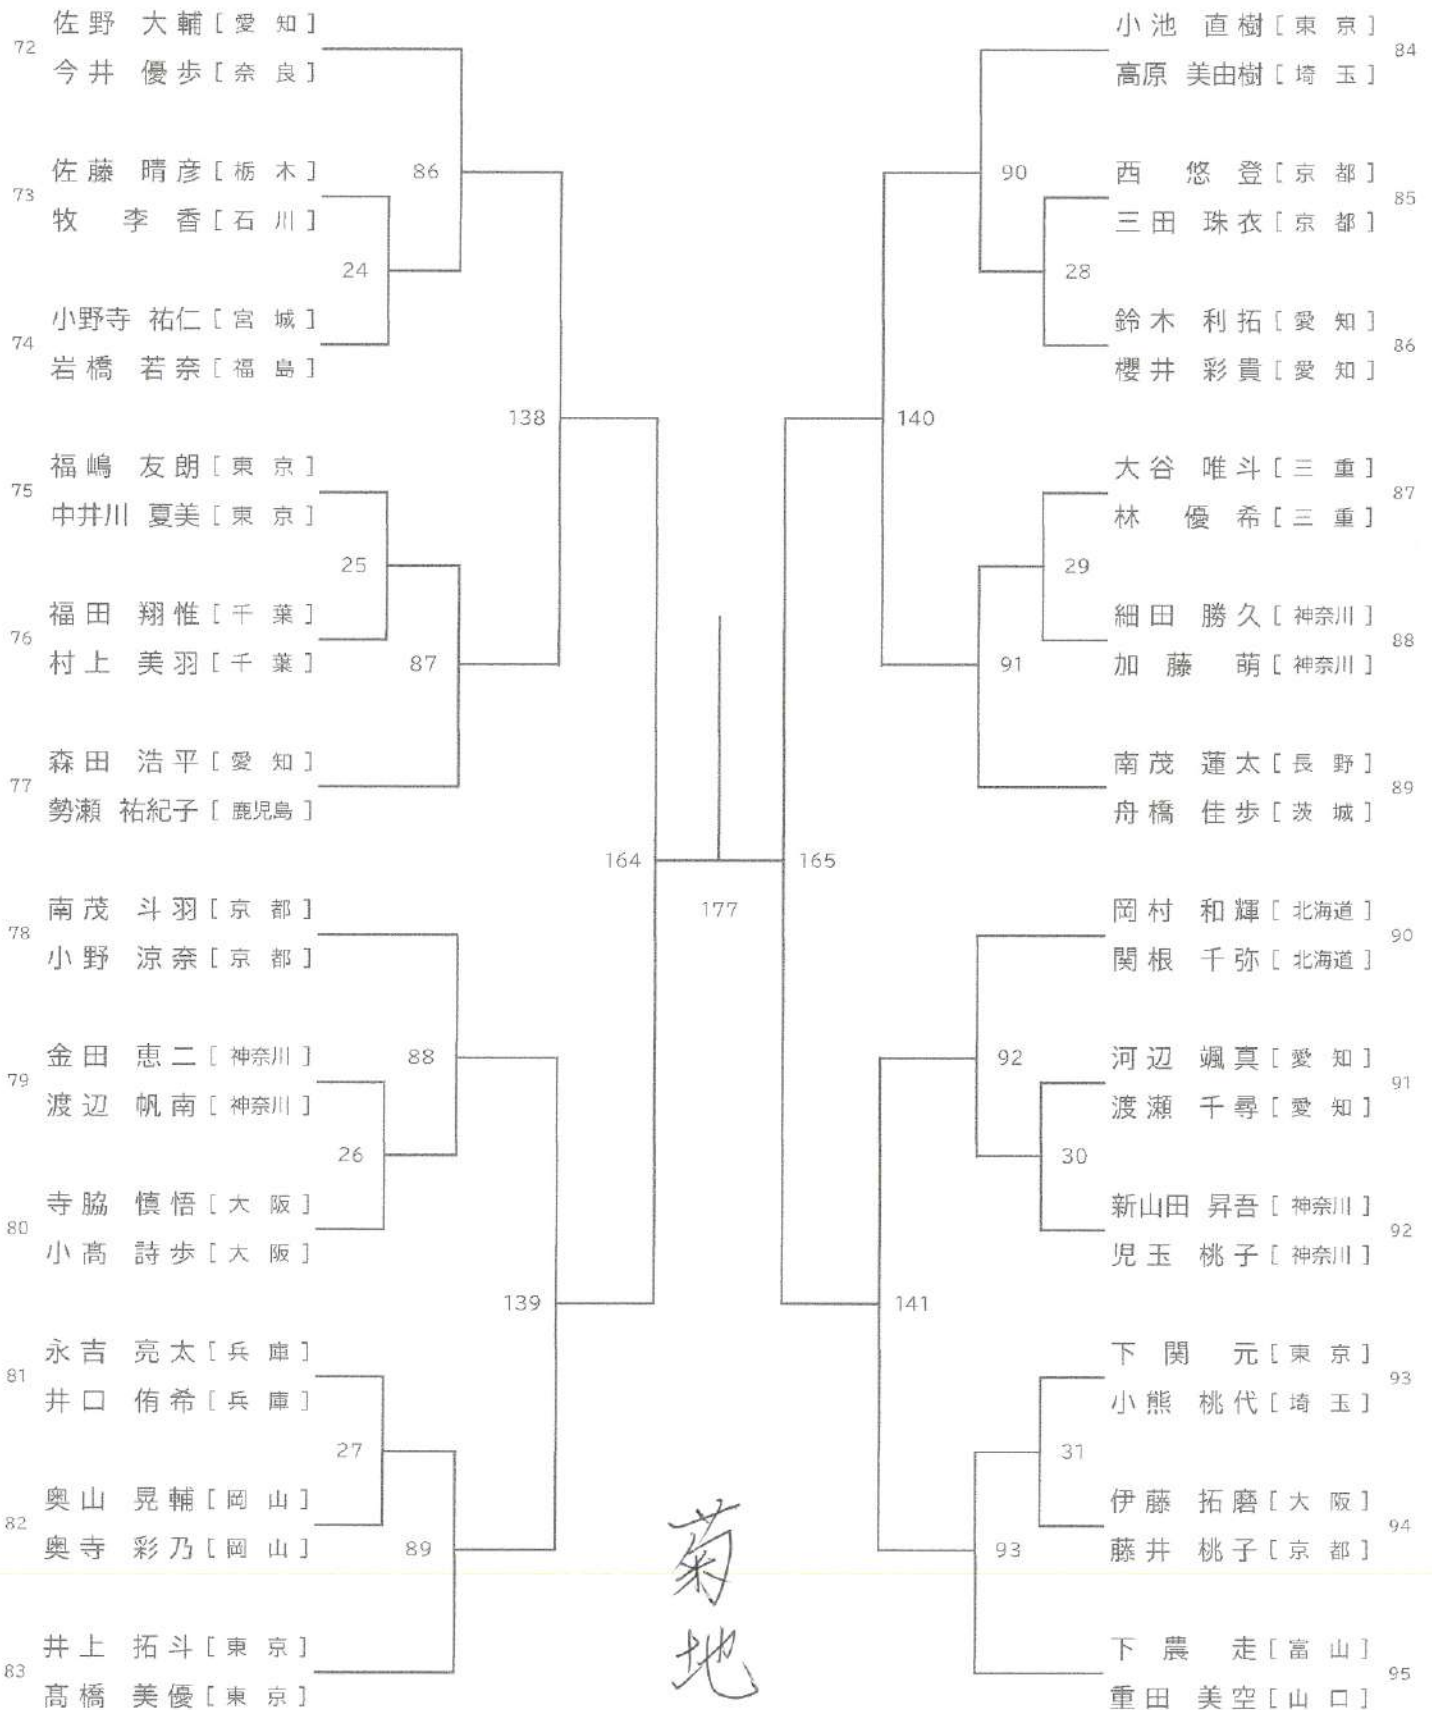 72
佐野 大輔 [ 愛 知 ]
今井 優歩 [ 奈 良 ]
73
佐藤 晴彦 [ 栃 木 ]
牧 李 香 [ 石 川 ]
74
小野寺 祐仁 [ 宮 城 ]
岩橋 若奈 [ 福 島 ]
75
福嶋 友朗 [ 東 京 ]
中井川 夏美 [ 東 京 ]
76
福田 翔惟 [ 千 葉 ]
村上 美羽 [ 千 葉 ]
77
森田 浩平 [ 愛 知 ]
勢瀬 祐紀子 [ 鹿児島 ]
78
南茂 斗羽 [ 京 都 ]
小野 涼奈 [ 京 都 ]
79
金田 恵二 [ 神奈川 ]
渡辺 帆南 [ 神奈川 ]
80
寺脇 慎悟 [ 大 阪 ]
小髙 詩歩 [ 大 阪 ]
81
永吉 亮太 [ 兵 庫 ]
井口 侑希 [ 兵 庫 ]
82
奥山 晃輔 [ 岡 山 ]
奥寺 彩乃 [ 岡 山 ]
83
井上 拓斗 [ 東 京 ]
髙橋 美優 [ 東 京 ]
24
25
26
27
86
87
88
89
138
139
164
177
165
140
141
90
91
92
93
28
29
30
31
小池 直樹 [ 東 京 ]
高原 美由樹 [ 埼 玉 ]
84
西 悠 登 [ 京 都 ]
三田 珠衣 [ 京 都 ]
85
鈴木 利拓 [ 愛 知 ]
櫻井 彩貴 [ 愛 知 ]
86
大谷 唯斗 [ 三 重 ]
林 優 希 [ 三 重 ]
87
細田 勝久 [ 神奈川 ]
加 藤 萌 [ 神奈川 ]
88
南茂 蓮太 [ 長 野 ]
舟橋 佳歩 [ 茨 城 ]
89
岡村 和輝 [ 北海道 ]
関根 千弥 [ 北海道 ]
90
河辺 颯真 [ 愛 知 ]
渡瀬 千尋 [ 愛 知 ]
91
新山田 昇吾 [ 神奈川 ]
児玉 桃子 [ 神奈川 ]
92
下 関 元 [ 東 京 ]
小熊 桃代 [ 埼 玉 ]
93
伊藤 拓磨 [ 大 阪 ]
藤井 桃子 [ 京 都 ]
94
下 農 走 [ 富 山 ]
重田 美空 [ 山 口 ]
95
菊地